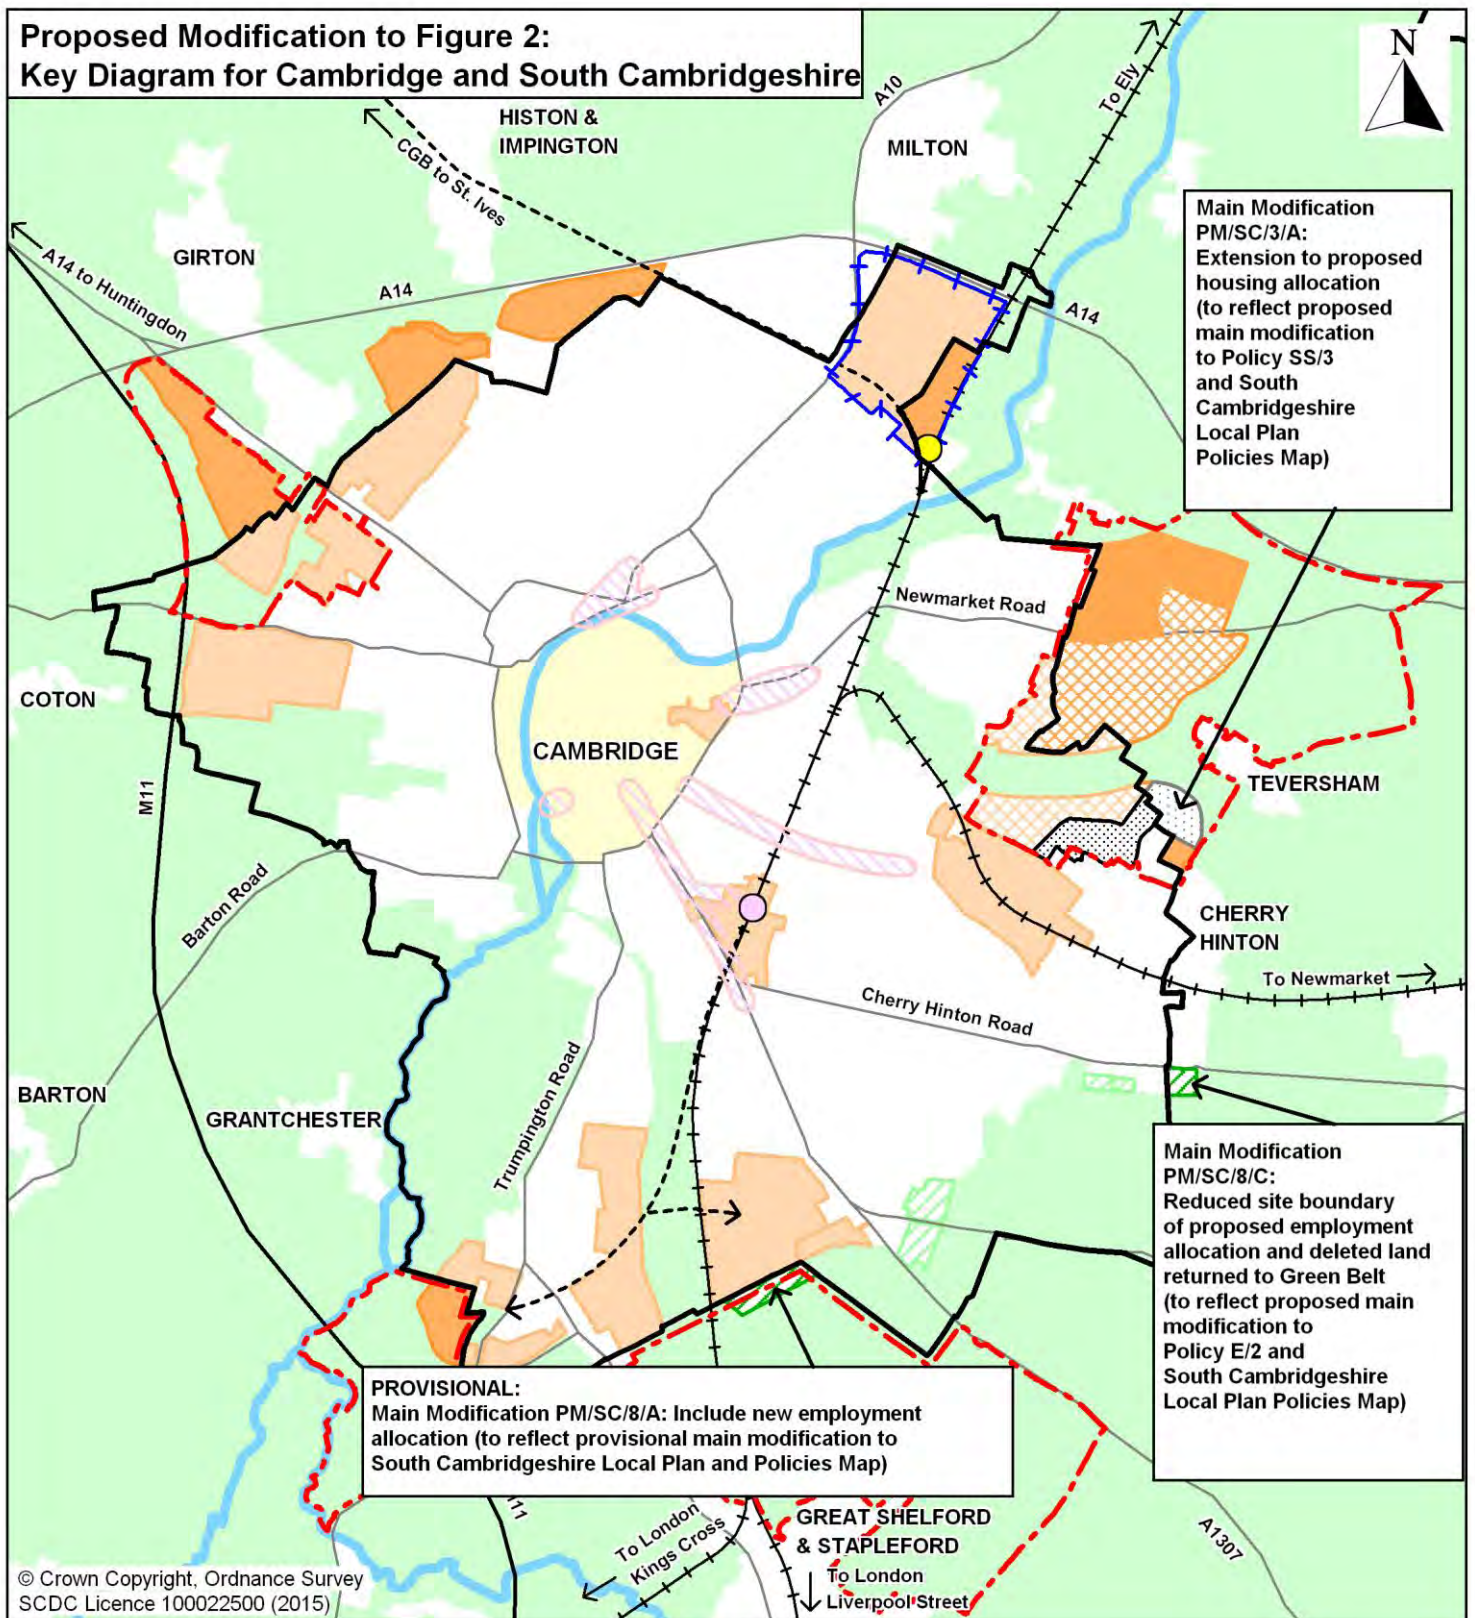 Proposed Modification to Figure 2:
Key Diagram for Cambridge and South Cambridgeshire
N
A10
To Ely
HISTON &
IMPINGTON
MILTON
CGB to St. Ives
GIRTON
A14 to Huntingdon
A14
A14
Main Modification
PM/SC/3/A:
Extension to proposed
housing allocation
(to reflect proposed
main modification
to Policy SS/3
and South
Cambridgeshire
Local Plan
Policies Map)
Newmarket Road
COTON
CAMBRIDGE
TEVERSHAM
M11
Barton Road
CHERRY
HINTON
To Newmarket
Cherry Hinton Road
BARTON
GRANTCHESTER
Trumpington Road
Main Modification
PM/SC/8/C:
Reduced site boundary
of proposed employment
allocation and deleted land
returned to Green Belt
(to reflect proposed main
modification to
Policy E/2 and
South Cambridgeshire
Local Plan Policies Map)
PROVISIONAL:
Main Modification PM/SC/8/A: Include new employment
allocation (to reflect provisional main modification to
South Cambridgeshire Local Plan and Policies Map)
11
To London
Kings Cross
GREAT SHELFORD
& STAPLEFORD
To London
Liverpool Street
A1307
© Crown Copyright, Ordnance Survey
SCDC Licence 100022500 (2015)